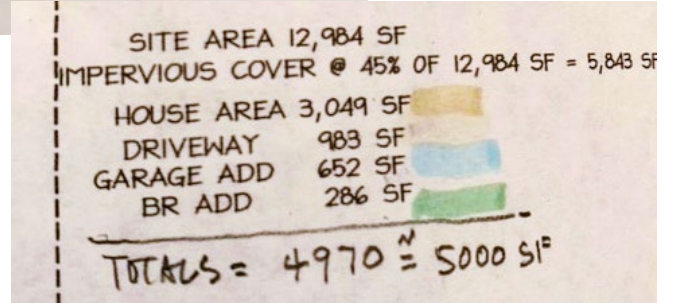 SITE AREA 12,984 SF
IMPERVIOUS COVER @ 45% OF 12,984 SF = 5,843 SF
HOUSE AREA 3,049 SF
DRIVEWAY 983 SF
GARAGE ADD 652 SF
BR ADD 286 SF
TOTALS = 4970 ≅ 5000 SF